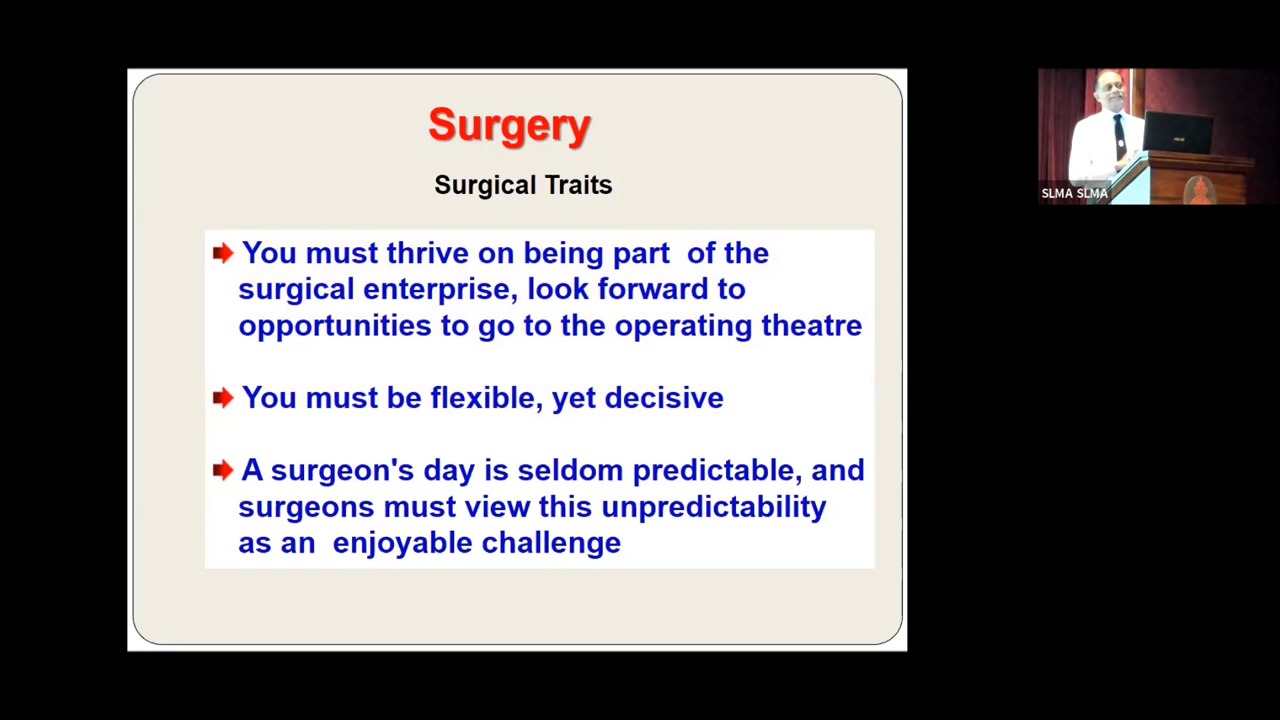 Surgery
Surgical Traits
You must thrive on being part of the
surgical enterprise, look forward to
opportunities to go to the operating theatre
You must be flexible, yet decisive
A surgeon's day is seldom predictable, and
surgeons must view this unpredictability
as an enjoyable challenge
SLMA SLMA